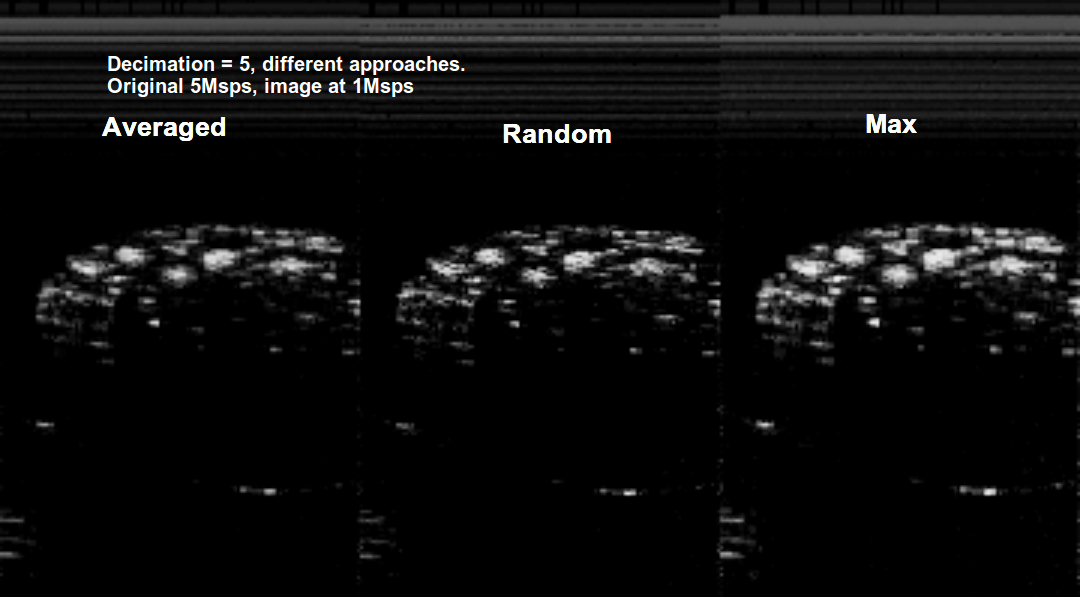 Decimation = 5, different approaches.
Original 5Msps, image at 1Msps
Averaged
Random
Max